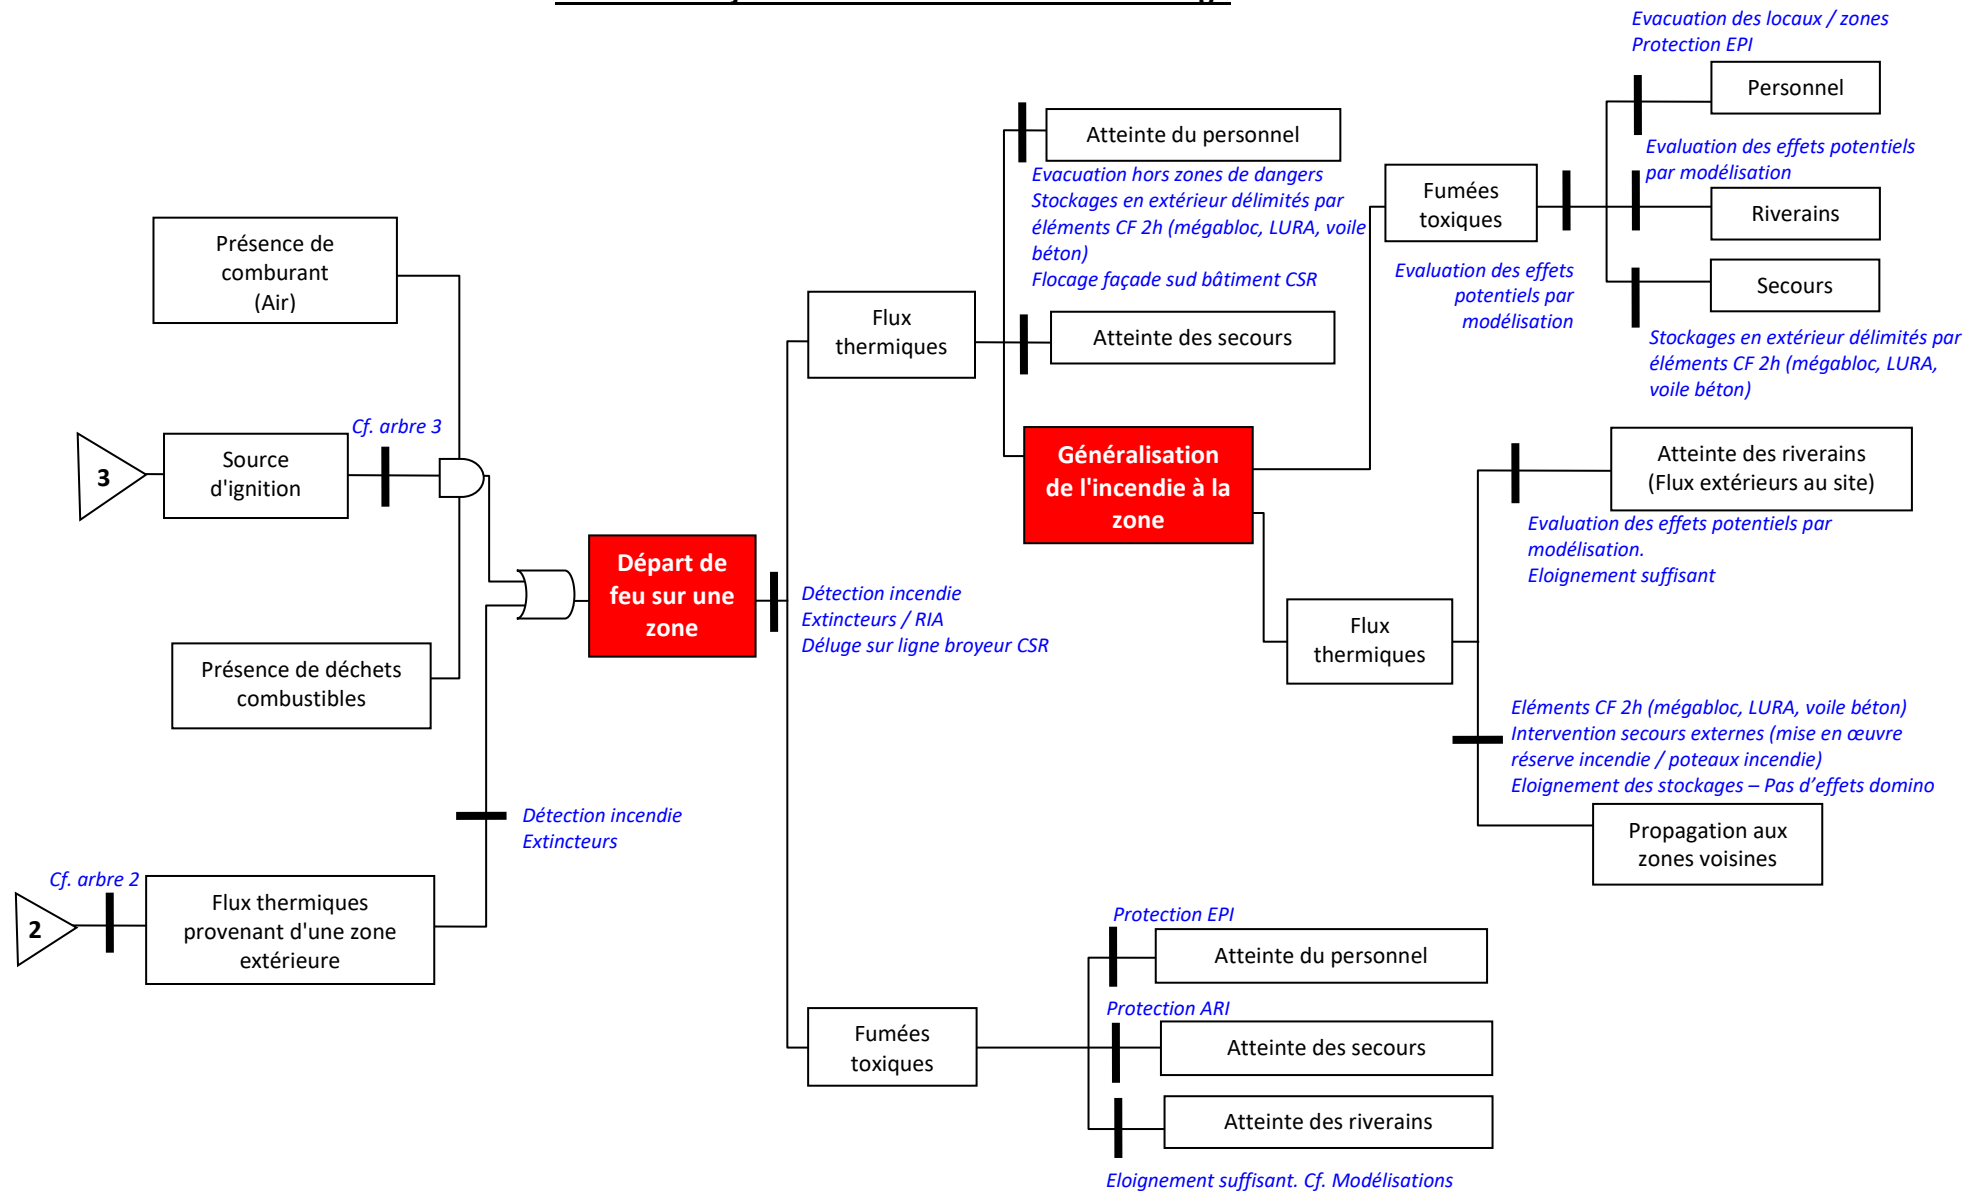 Evacuation des locaux / zones
Protection EPI
Personnel
Evaluation des effets potentiels
par modélisation
Riverains
Secours
Stockages en extérieur délimités par
éléments CF 2h (mégabloc, LURA,
voile béton)
Fumées
toxiques
Evaluation des effets
potentiels par
modélisation
Atteinte du personnel
Evacuation hors zones de dangers
Stockages en extérieur délimités par
éléments CF 2h (mégabloc, LURA, voile
béton)
Flocage façade sud bâtiment CSR
Atteinte des secours
Flux
thermiques
Généralisation
de l'incendie à la
zone
Présence de
comburant
(Air)
Cf. arbre 3
3
Source
d'ignition
Présence de déchets
combustibles
Départ de
feu sur une
zone
Détection incendie
Extincteurs / RIA
Déluge sur ligne broyeur CSR
Atteinte des riverains
(Flux extérieurs au site)
Evaluation des effets potentiels par
modélisation.
Eloignement suffisant
Flux
thermiques
Eléments CF 2h (mégabloc, LURA, voile béton)
Intervention secours externes (mise en œuvre
réserve incendie / poteaux incendie)
Eloignement des stockages – Pas d’effets domino
Propagation aux
zones voisines
Détection incendie
Extincteurs
Cf. arbre 2
2
Flux thermiques
provenant d'une zone
extérieure
Fumées
toxiques
Protection EPI
Atteinte du personnel
Protection ARI
Atteinte des secours
Atteinte des riverains
Eloignement suffisant. Cf. Modélisations